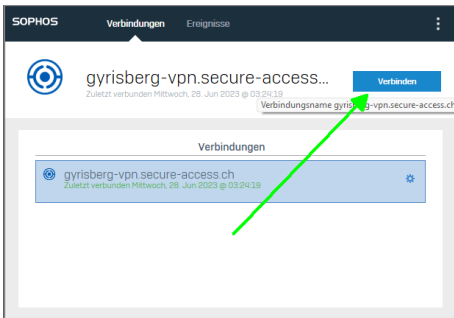 SOPHOS
Verbindungen
Ereignisse
gyrisberg-vpn.secure-access...
Verbinden
Zuletzt verbunden Mittwoch, 28. Jun 2023 @ 03:24:19
Verbindungsname gyrisberg-vpn.secure-access.ch
Verbindungen
gyrisberg-vpn.secure-access.ch
Zuletzt verbunden Mittwoch, 28. Jun 2023 @ 03:24:19